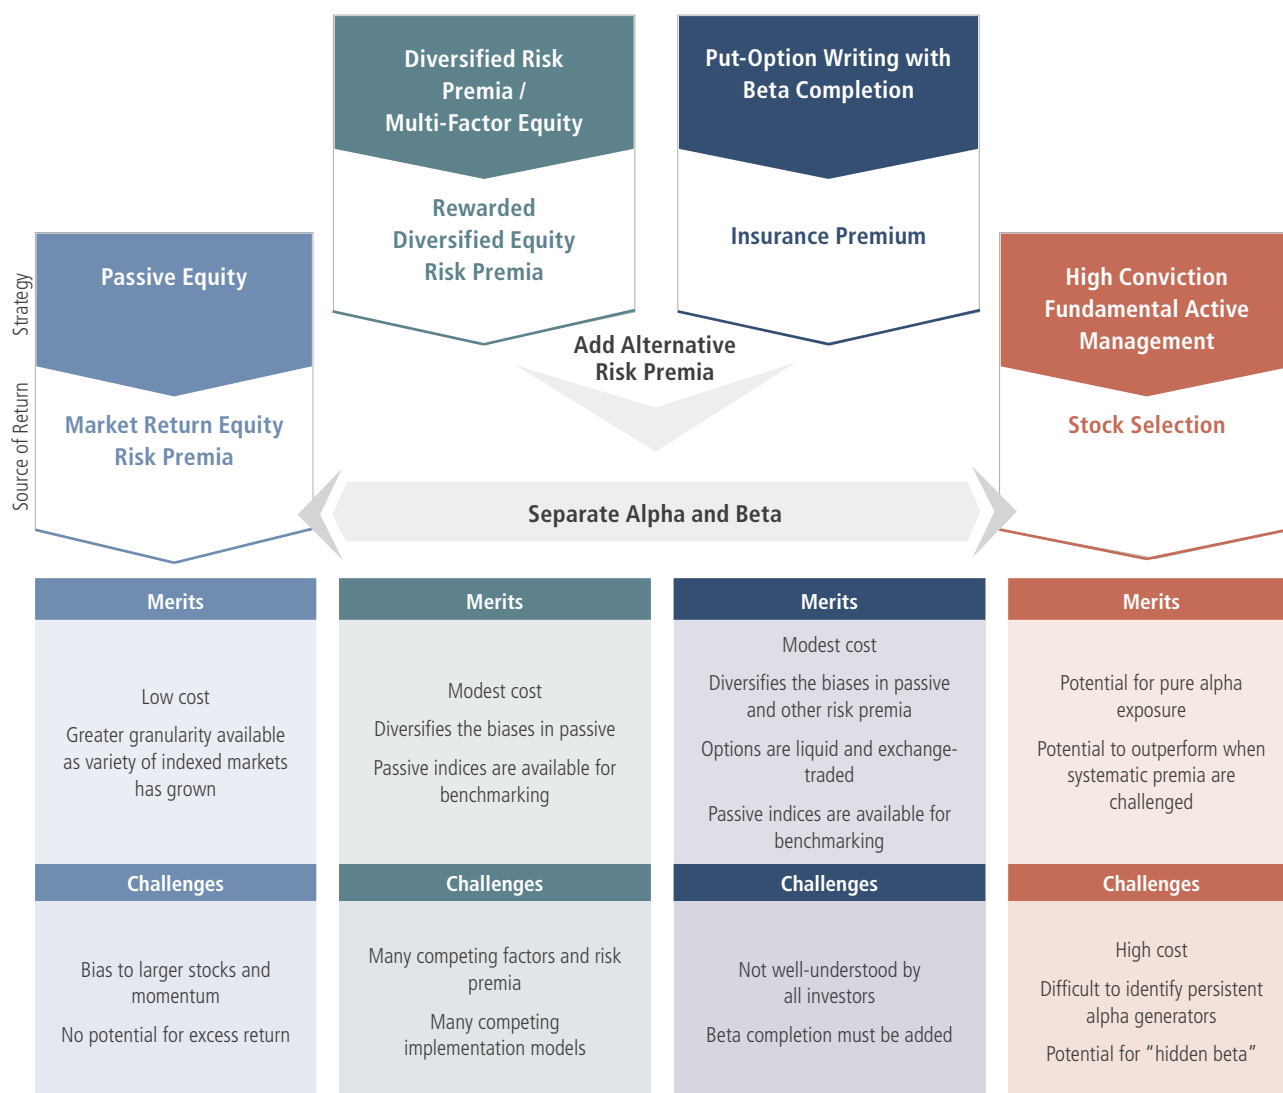 Diversified Risk
Premia /
Multi-Factor Equity
Rewarded
Diversified Equity
Risk Premia
Put-Option Writing with
Beta Completion
Insurance Premium
Strategy
Source of Return
Passive Equity
Market Return Equity
Risk Premia
High Conviction
Fundamental Active
Management
Stock Selection
Add Alternative
Risk Premia
Separate Alpha and Beta
Merits
Low cost
Greater granularity available
as variety of indexed markets
has grown
Challenges
Bias to larger stocks and
momentum
No potential for excess return
Merits
Modest cost
Diversifies the biases in passive
Passive indices are available for
benchmarking
Challenges
Many competing factors and risk
premia
Many competing
implementation models
Merits
Modest cost
Diversifies the biases in passive
and other risk premia
Options are liquid and exchange-
traded
Passive indices are available for
benchmarking
Challenges
Not well-understood by
all investors
Beta completion must be added
Merits
Potential for pure alpha
exposure
Potential to outperform when
systematic premia are
challenged
Challenges
High cost
Difficult to identify persistent
alpha generators
Potential for “hidden beta”